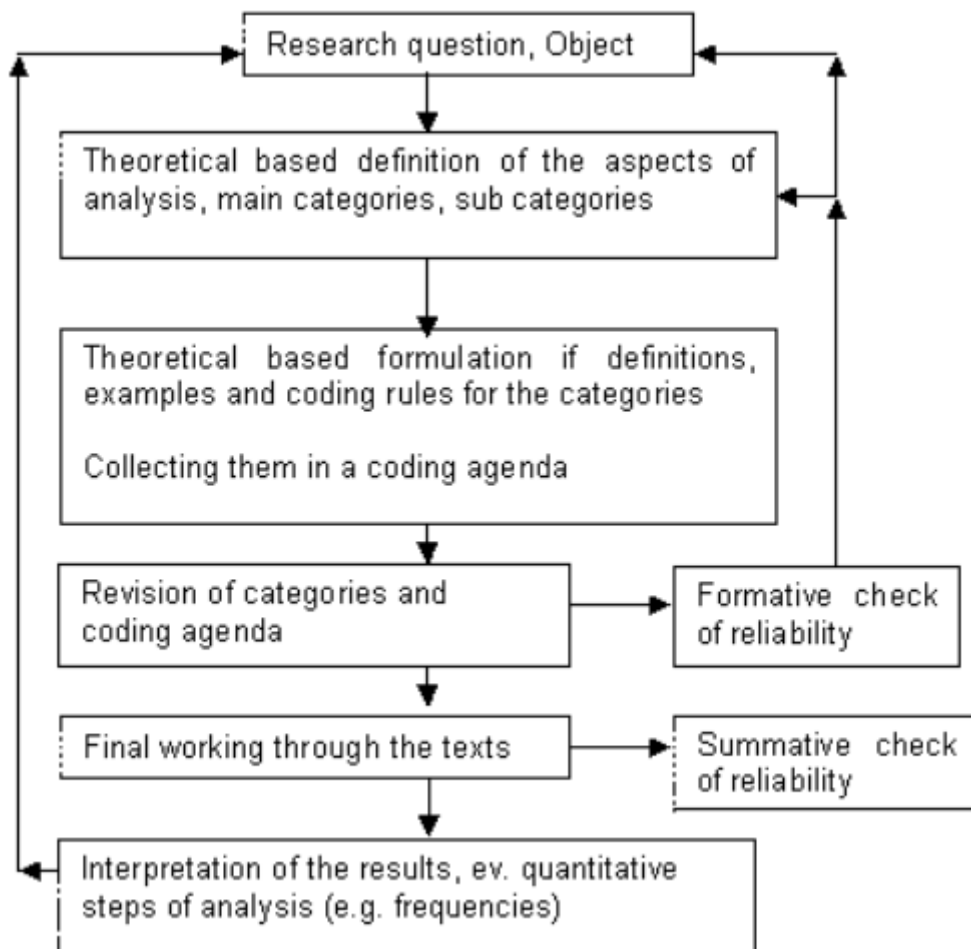 Research question, Object
Theoretical based definition of the aspects of
analysis, main categories, sub categories
Theoretical based formulation if definitions,
examples and coding rules for the categories
Collecting them in a coding agenda
Revision of categories and
coding agenda
Formative check
of reliability
Final working through the texts
Summative check
of reliability
Interpretation of the results, ev. quantitative
steps of analysis (e.g. frequencies)